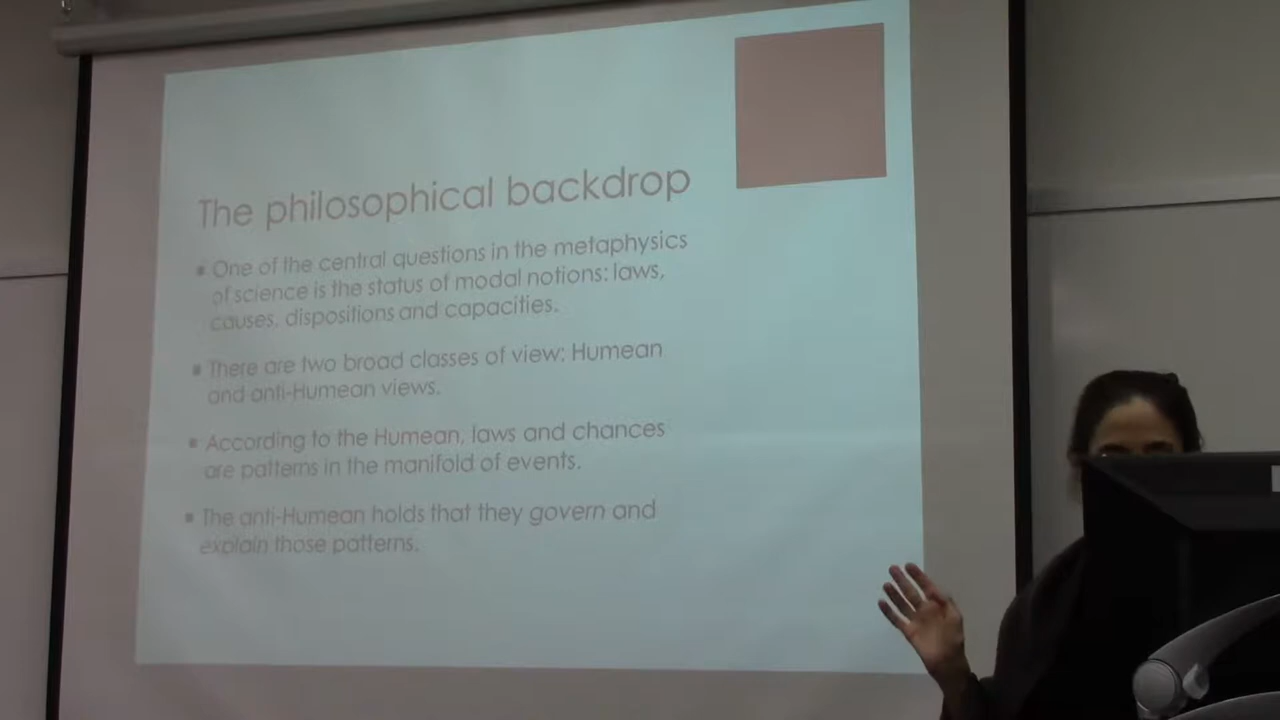 The philosophical backdrop
One of the central questions in the metaphysics
of science is the status of modal notions: laws,
causes, dispositions and capacities.
There are two broad classes of view: Humean
and anti-Humean views.
According to the Humean, laws and chances
are patterns in the manifold of events.
The anti-Humean holds that they govern and
explain those patterns.